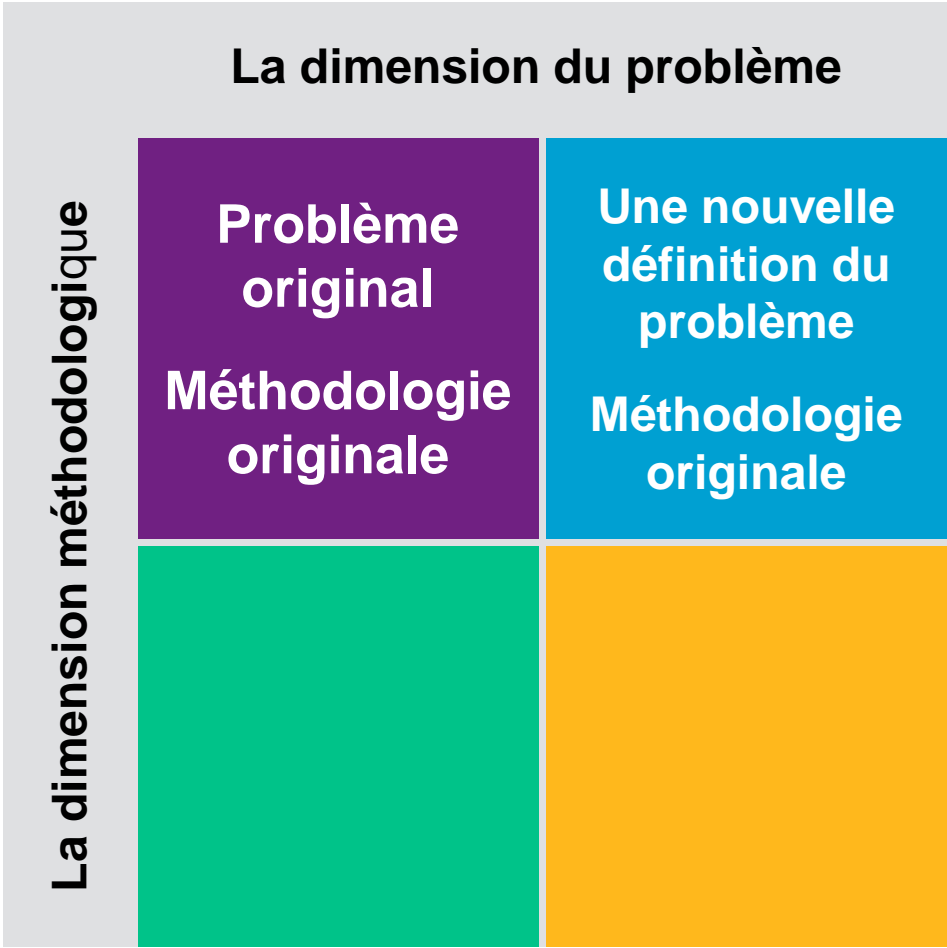 La dimension du problème
La dimension méthodologique
Problème
original
Méthodologie
originale
Une nouvelle
définition du
problème
Méthodologie
originale